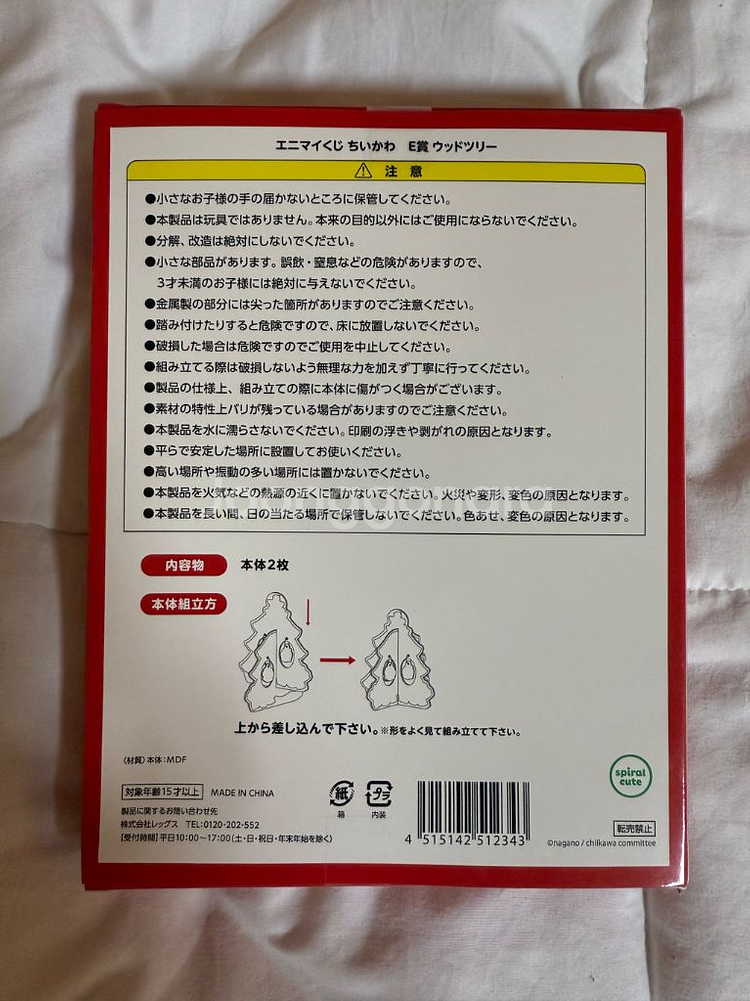 エニマイくじ ちいかわ　E賞 ウッドツリー
注 意
●小さなお子様の手の届かないところに保管してください。
●本製品は玩具ではありません。本来の目的以外にはご使用にならないでください。
●分解、改造は絶対にしないでください。
●小さな部品があります。誤飲・窒息などの危険がありますので、
3才未満のお子様には絶対に与えないでください。
●金属製の部分には尖った箇所がありますのでご注意ください。
●踏み付けたりすると危険ですので、床に放置しないでください。
●破損した場合は危険ですのでご使用を中止してください。
●組み立てる際は破損しないよう無理な力を加えず丁寧に行ってください。
●製品の仕様上、組み立ての際に本体に傷がつく場合がございます。
●素材の特性上バリが残っている場合がありますのでご注意ください。
●本製品を水に濡らさないでください。印刷の浮きや剥がれの原因となります。
●平らで安定した場所に設置してお使いください。
●高い場所や振動の多い場所には置かないでください。
●本製品を火気などの熱源の近くに置かないでください。火災や変形、変色の原因となります。
●本製品を長い間、日の当たる場所で保管しないでください。色あせ、変色の原因となります。
内容物 本体2枚
本体組立方
上から差し込んで下さい。※形をよく見て組み立てて下さい。
〈材質〉本体：MDF
対象年齢15才以上 MADE IN CHINA
製品に関するお問い合わせ先
株式会社レッグス TEL：0120-202-552
【受付時間】平日10：00～17：00（土・日・祝日・年末年始を除く）
紙
箱
プラ
内装
4 515142 512343
spiral
cute
転売禁止
©nagano / chiikawa committee